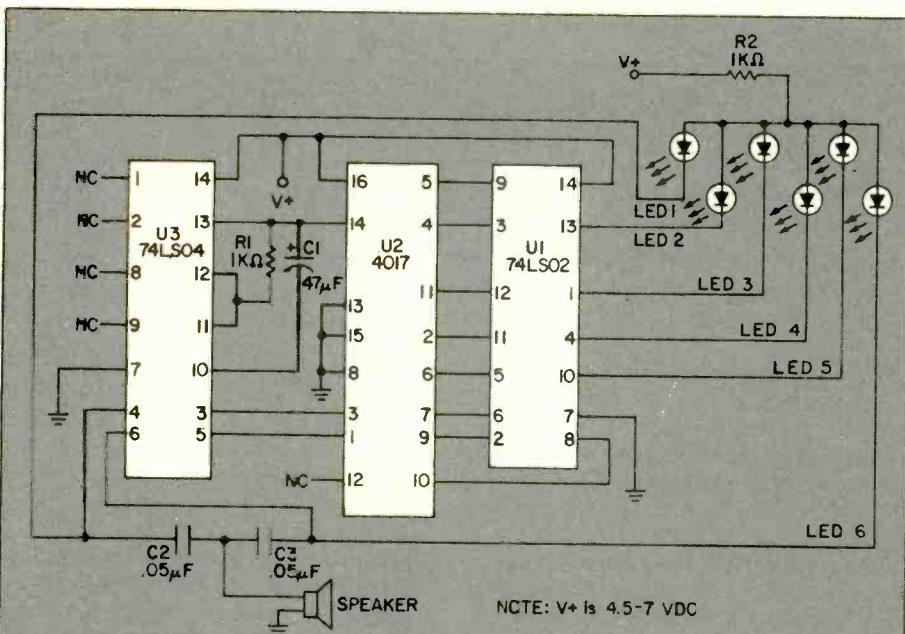 R2
1KΩ
V+
NC 1 14
NC 2 13
NC 8 12
NC 9 11
7 10
4 3
6 5
U3
74LS04
V+
R1
1KΩ
C1
+
47µF
16 5
14 4
13 11
15 2
8 6
3 7
1 9
NC 12 10
U2
4017
9 14
3 13
12 1
11 4
5 10
6 7
2 8
U1
74LS02
LED 1
LED 2
LED 3
LED 4
LED 5
LED 6
C2
.05µF
C3
.05µF
SPEAKER
NCTE: V+ is 4.5-7 VDC